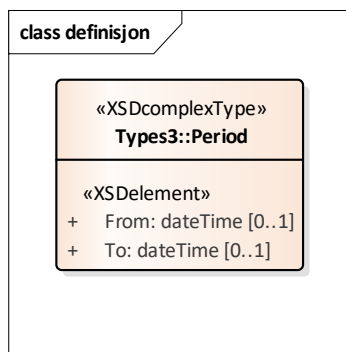 class definisjon
«XSDcomplexType»
Types3::Period
«XSDelement»
+ From: dateTime [0..1]
+ To: dateTime [0..1]